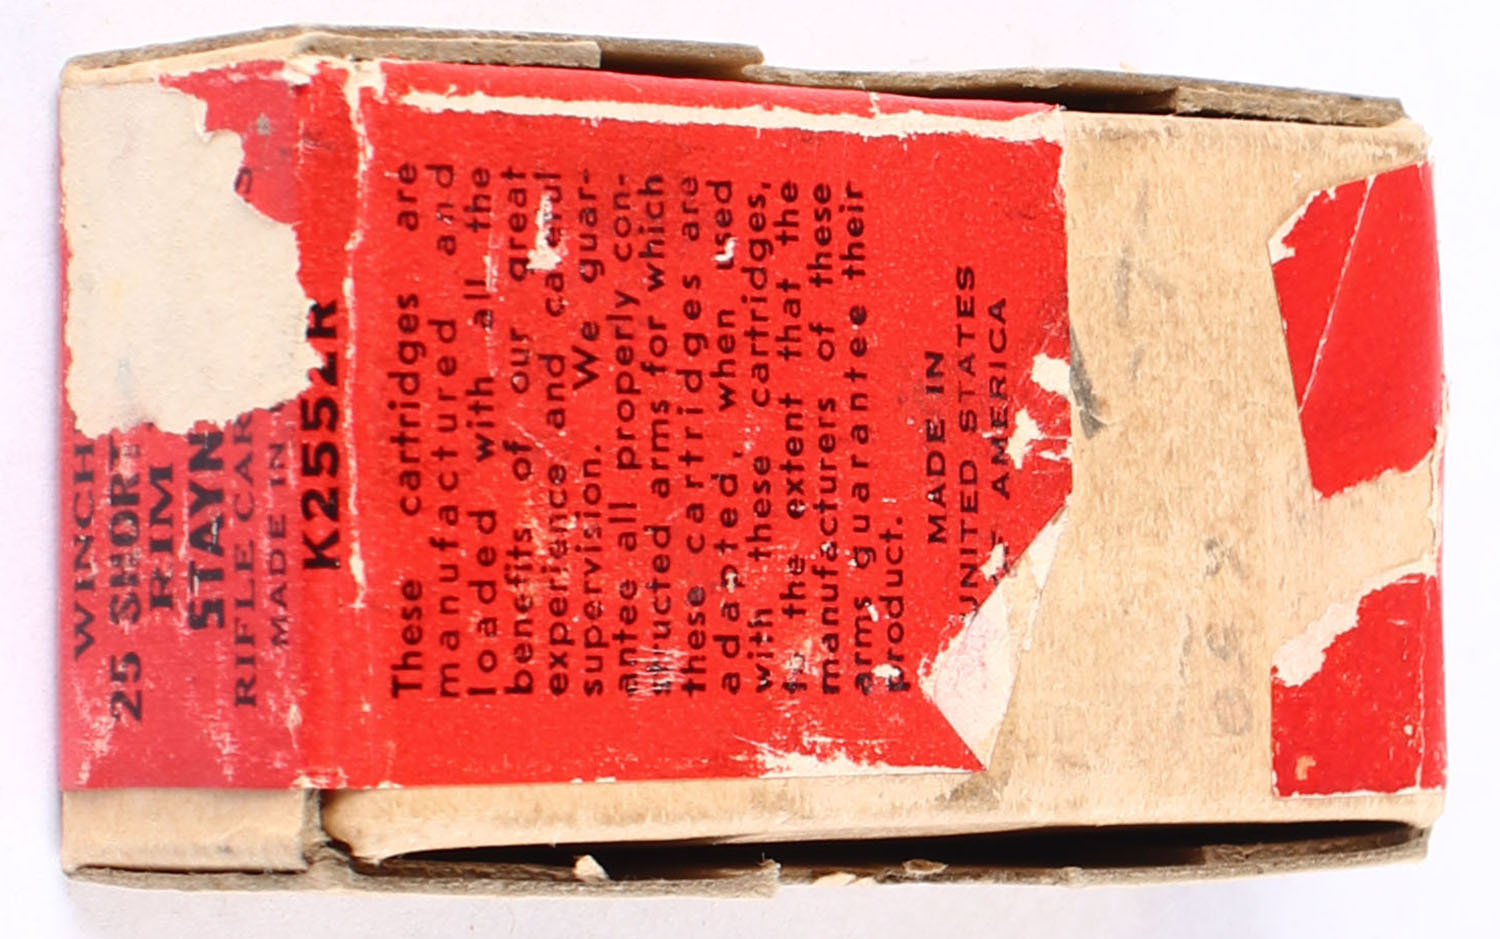 WINCH
25 SHORT
RIM
STAYN
RIFLE CAR
MADE IN
S
K2552R
These cartridges are
manufactured and
loaded with all the
benefits of our great
experience and careful
supervision. We guar-
antee all properly con-
structed arms for which
these cartridges are
adapted, when used
with these cartridges,
to the extent that the
manufacturers of these
arms guarantee their
product.
MADE IN
UNITED STATES
OF AMERICA